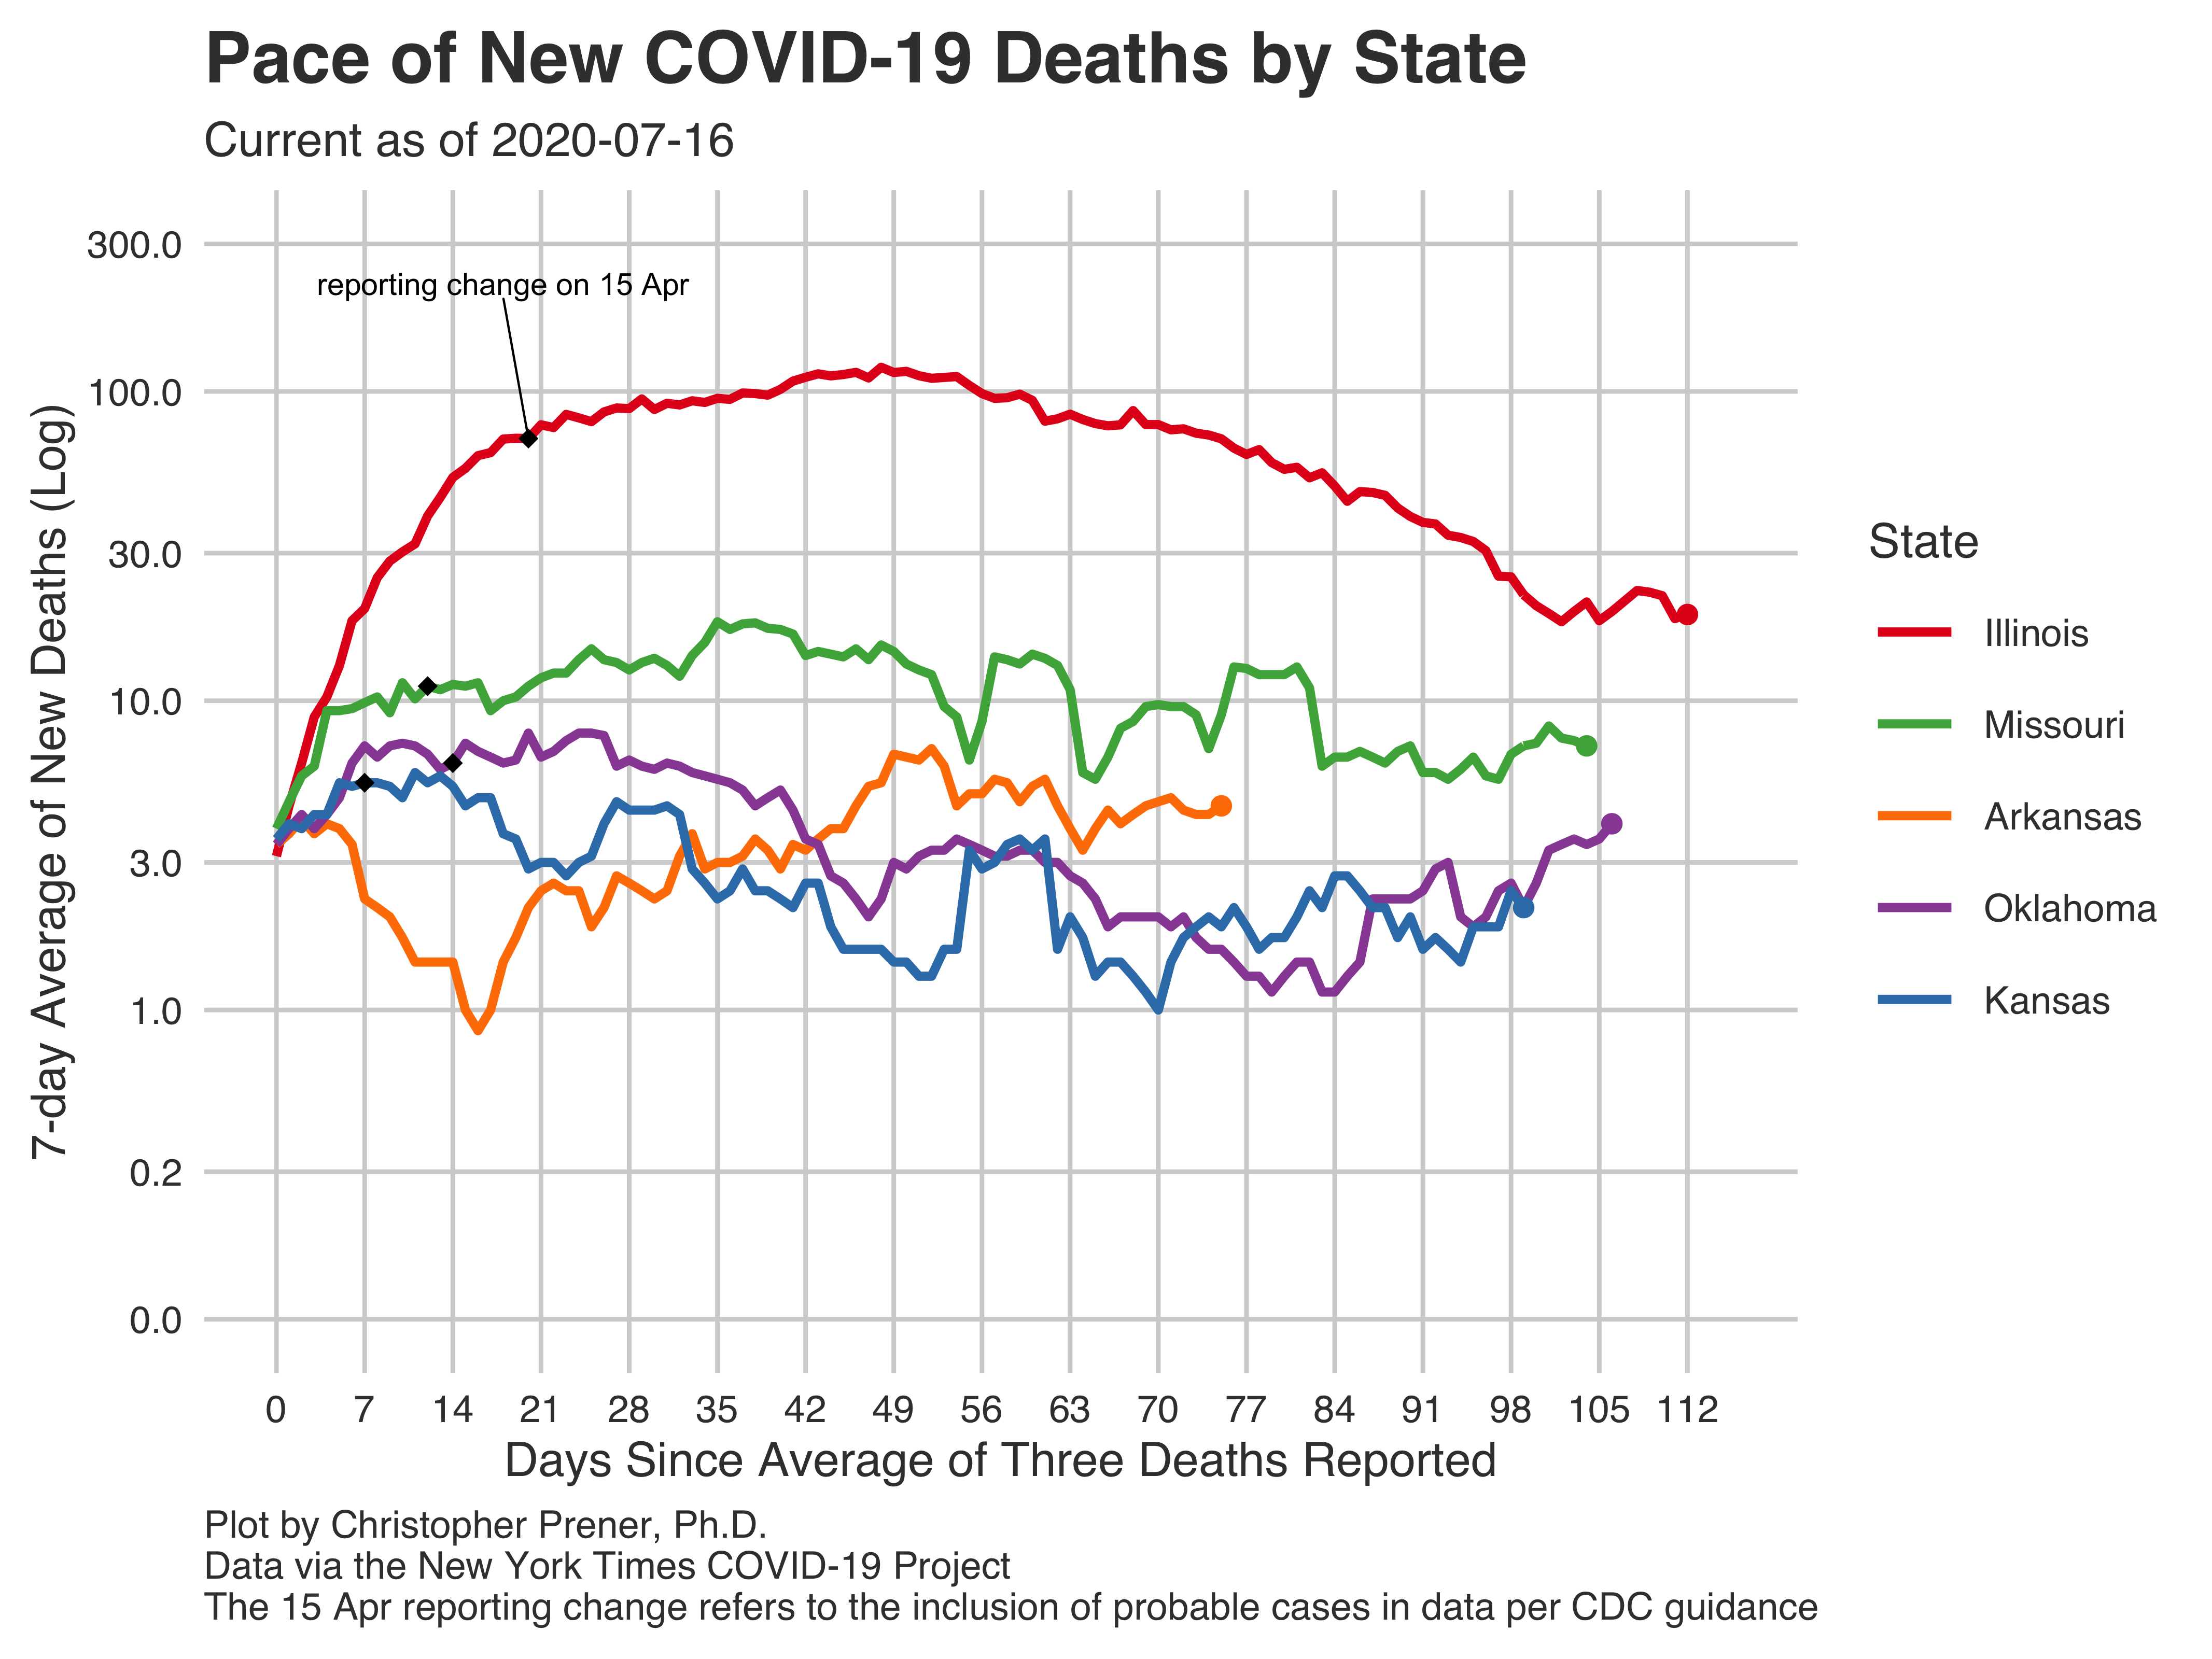 Pace of New COVID-19 Deaths by State
Current as of 2020-07-16
7-day Average of New Deaths (Log)
300.0
100.0
30.0
10.0
3.0
1.0
0.2
0.0
reporting change on 15 Apr
State
Illinois
Missouri
Arkansas
Oklahoma
Kansas
0 7 14 21 28 35 42 49 56 63 70 77 84 91 98 105 112
Days Since Average of Three Deaths Reported
Plot by Christopher Prener, Ph.D.
Data via the New York Times COVID-19 Project
The 15 Apr reporting change refers to the inclusion of probable cases in data per CDC guidance